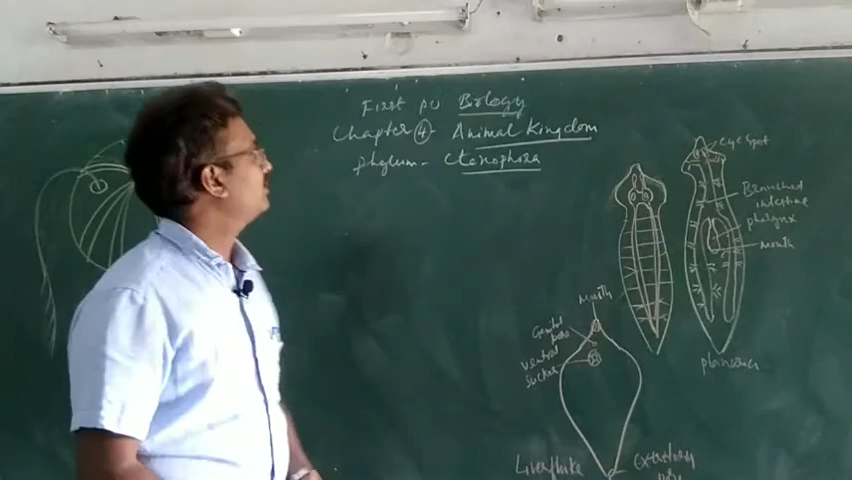 First PU Biology
Chapter 4- Animal Kingdom
phylum- Ctenophora
eye spot
Branched
intestine
pharynx
mouth
planaria
Mouth
Genital
pore
ventral
sucker
Liverfluke
Excretory
pore